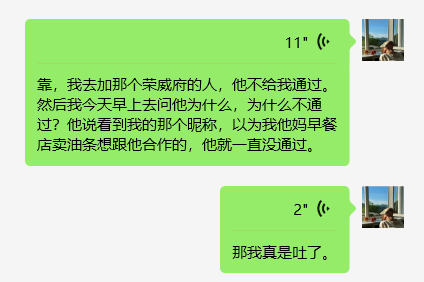 11"
靠，我去加那个荣威府的人，他不给我通过。
然后我今天早上去问他为什么，为什么不通
过？他说看到我的那个昵称，以为我他妈早餐
店卖油条想跟他合作的，他就一直没通过。
2"
那我真是吐了。